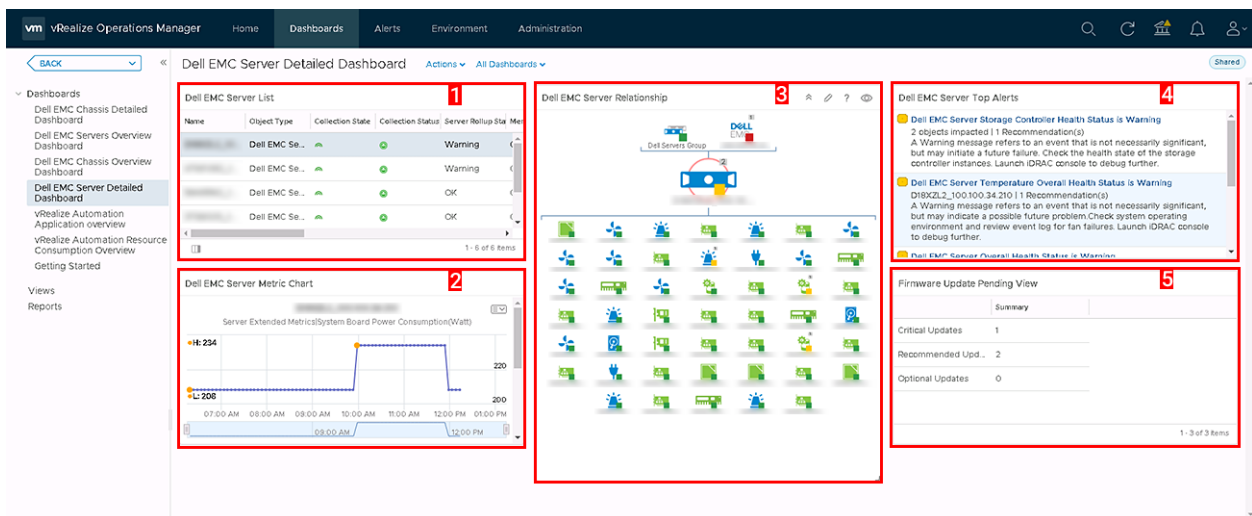 vm vRealize Operations Manager Home Dashboards Alerts Environment Administration
BACK
Dell EMC Server Detailed Dashboard Actions All Dashboards Shared
Dashboards
Dell EMC Chassis Detailed
Dashboard
Dell EMC Servers Overview
Dashboard
Dell EMC Chassis Overview
Dashboard
Dell EMC Server Detailed
Dashboard
vRealize Automation
Application overview
vRealize Automation Resource
Consumption Overview
Getting Started
Views
Reports
Dell EMC Server List 1
Name Object Type Collection State Collection Status Server Rollup Sta Mer
Dell EMC Se... Warning
Dell EMC Se... Warning
Dell EMC Se... OK
Dell EMC Se... OK
1 - 6 of 6 items
Dell EMC Server Metric Chart 2
Server Extended Metrics|System Board Power Consumption(Watt)
H: 234
220
L: 208
200
07:00 AM 08:00 AM 09:00 AM 10:00 AM 11:00 AM 12:00 PM 01:00 PM
09:00 AM 12:00 PM
Dell EMC Server Relationship 3
DELL
EMC
Dell Servers Group
2
Dell EMC Server Top Alerts 4
Dell EMC Server Storage Controller Health Status is Warning
2 objects impacted | 1 Recommendation(s)
A Warning message refers to an event that is not necessarily significant,
but may initiate a future failure. Check the health state of the storage
controller instances. Launch iDRAC console to debug further.
Dell EMC Server Temperature Overall Health Status is Warning
D18XZL2_100.100.34.210 | 1 Recommendation(s)
A Warning message refers to an event that is not necessarily significant,
but may indicate a possible future problem.Check system operating
environment and review event log for fan failures. Launch iDRAC console
to debug further.
Dell EMC Server Overall Health Status is Warning
Firmware Update Pending View 5
Summary
Critical Updates 1
Recommended Upd... 2
Optional Updates 0
1 - 3 of 3 items